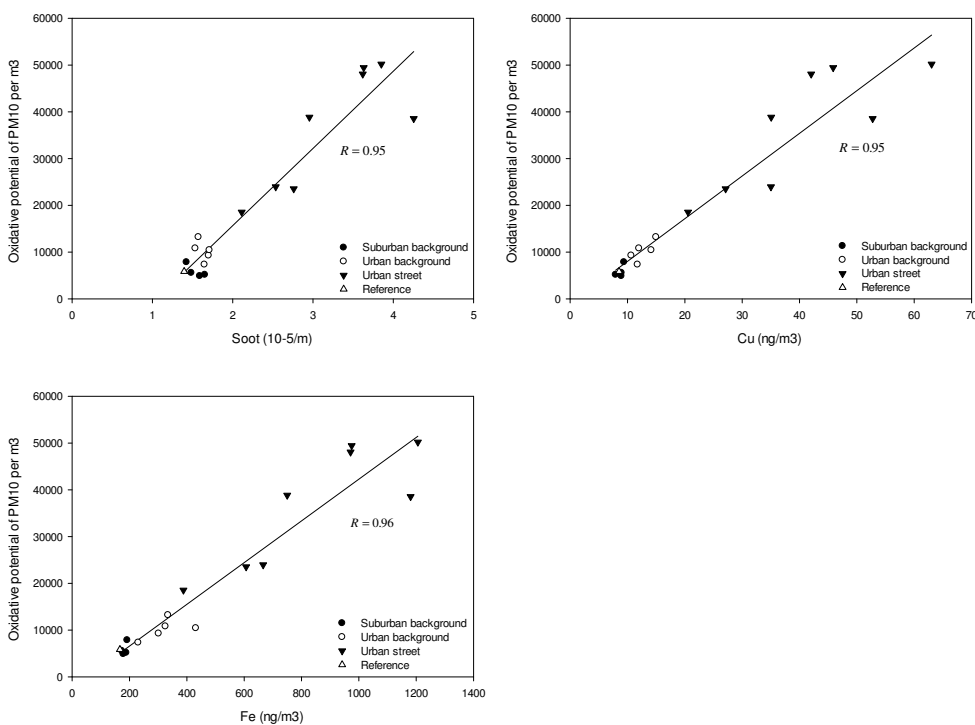 60000
50000
40000
30000
20000
10000
0
Oxidative potential of PM10 per m3
R = 0.95
Suburban background
Urban background
Urban street
Reference
0 1 2 3 4 5
Soot (10-5/m)
60000
50000
40000
30000
20000
10000
0
Oxidative potential of PM10 per m3
R = 0.95
Suburban background
Urban background
Urban street
Reference
0 10 20 30 40 50 60 70
Cu (ng/m3)
60000
50000
40000
30000
20000
10000
0
Oxidative potential of PM10 per m3
R = 0.96
Suburban background
Urban background
Urban street
Reference
0 200 400 600 800 1000 1200 1400
Fe (ng/m3)